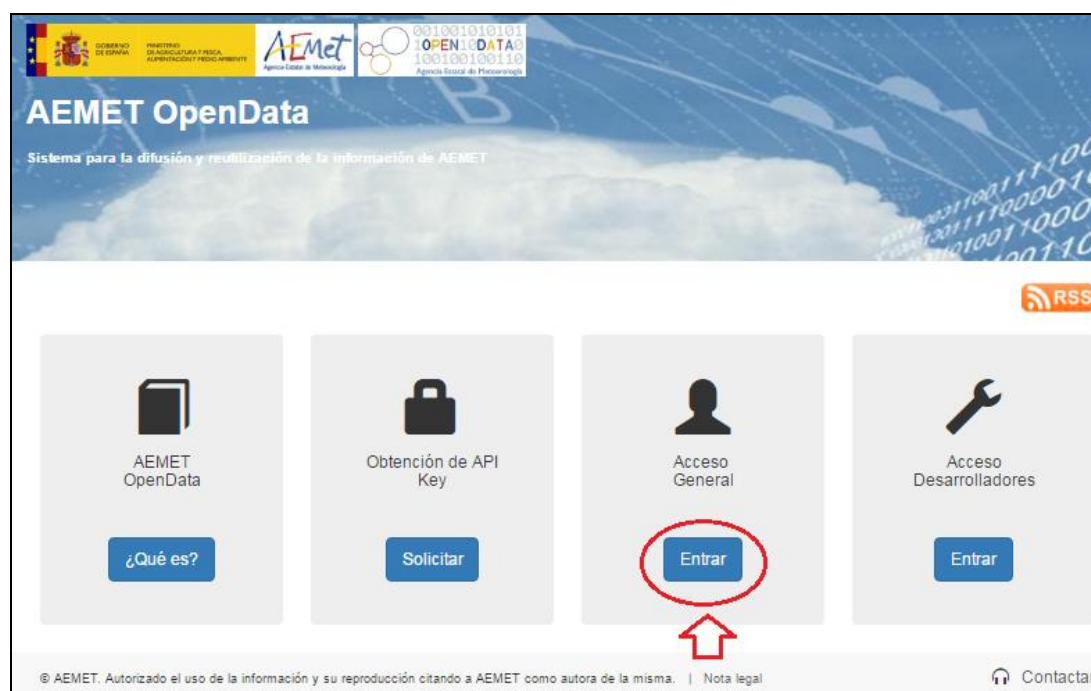 GOBIERNO
DE ESPAÑA
MINISTERIO
DE AGRICULTURA Y PESCA,
ALIMENTACIÓN Y MEDIO AMBIENTE
AEMet
Agencia Estatal de Meteorología
001001010101
1OPEN10DATA0
100100100110
Agencia Estatal de Meteorología
AEMET OpenData
Sistema para la difusión y reutilización de la información de AEMET
RSS
AEMET
OpenData
¿Qué es?
Obtención de API
Key
Solicitar
Acceso
General
Entrar
Acceso
Desarrolladores
Entrar
© AEMET. Autorizado el uso de la información y su reproducción citando a AEMET como autora de la misma. | Nota legal
Contactar